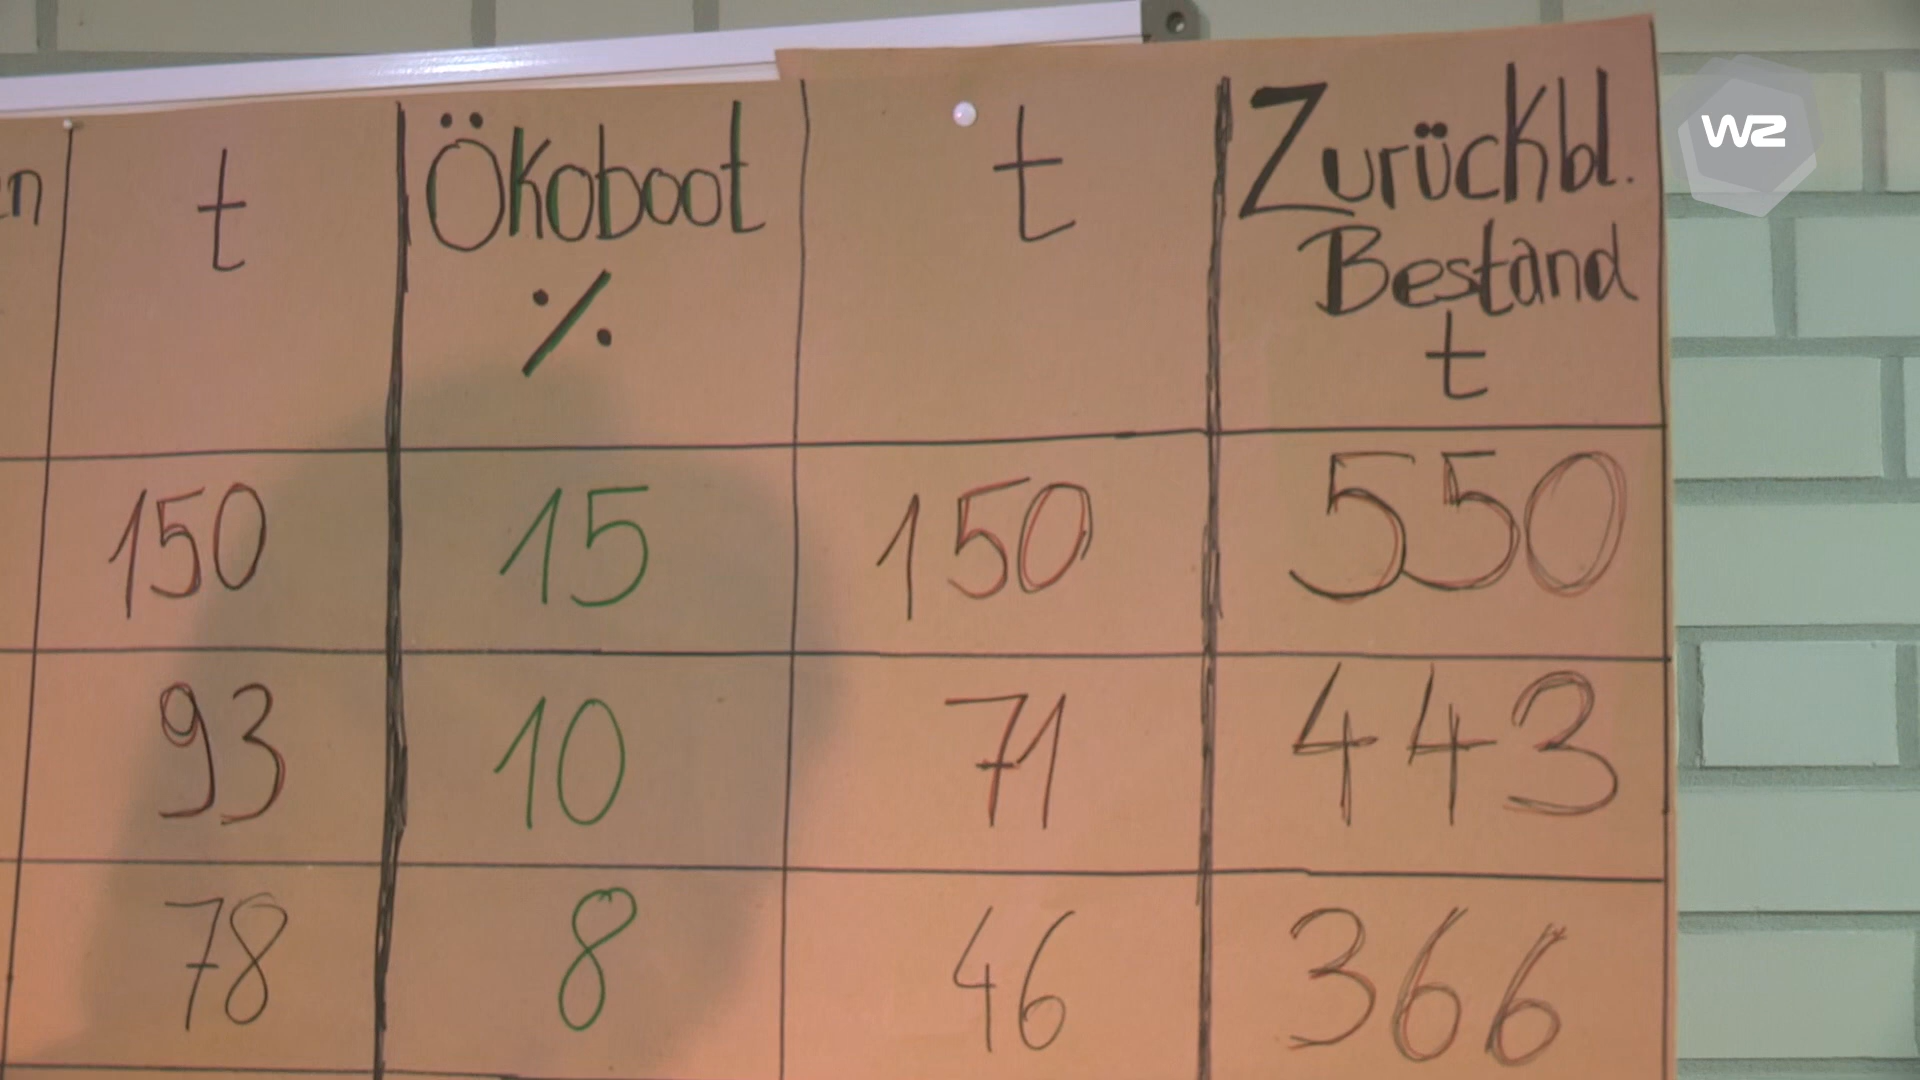 n t Ökoboot t Zurückbl.
% Bestand
t
150 15 150 550
93 10 71 443
78 8 46 366
W2